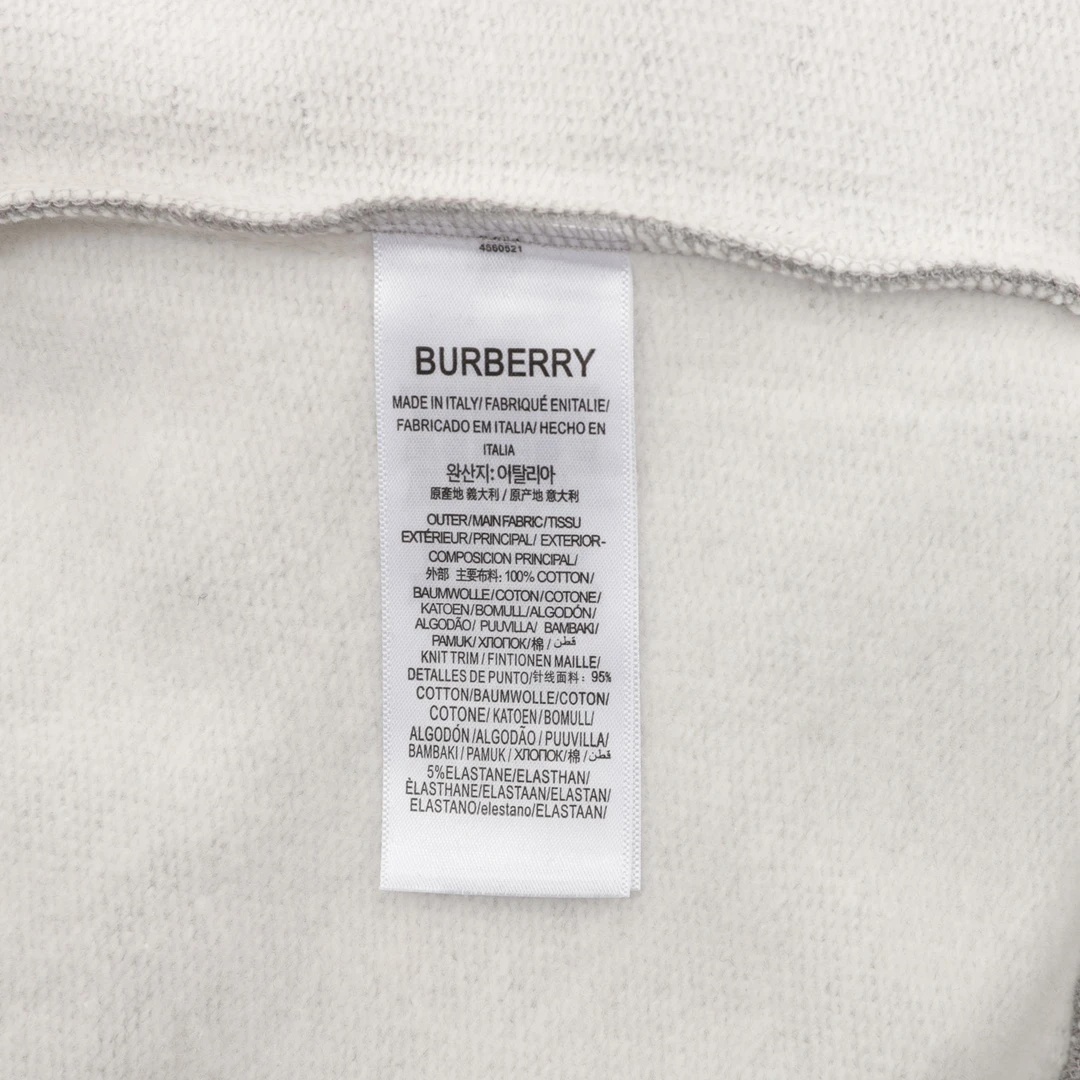 4560521
BURBERRY
MADE IN ITALY/ FABRIQUÉ ENITALIE/
FABRICADO EM ITALIA/ HECHO EN
ITALIA
완산지: 이탈리아
原產地 義大利 / 原产地 意大利
OUTER/MAIN FABRIC/TISSU
EXTÉRIEUR/PRINCIPAL/ EXTERIOR-
COMPOSICION PRINCIPAL/
外部 主要布料: 100% COTTON/
BAUMWOLLE/COTON/COTONE/
KATOEN/BOMULL/ALGODÓN/
ALGODÃO/ PUUVILLA/ BAMBAKI/
PAMUK/ ХЛОПОК/棉 / قطن
KNIT TRIM / FINTIONEN MAILLE/
DETALLES DE PUNTO/针线面料: 95%
COTTON/BAUMWOLLE/COTON/
COTONE/ KATOEN/BOMULL/
ALGODÓN /ALGODÃO / PUUVILLA/
BAMBAKI / PAMUK / ХЛОПОК/棉 / قطن
5%ELASTANE/ELASTHAN/
ÈLASTHANE/ELASTAAN/ELASTAN/
ELASTANO/elestano/ELASTAAN/